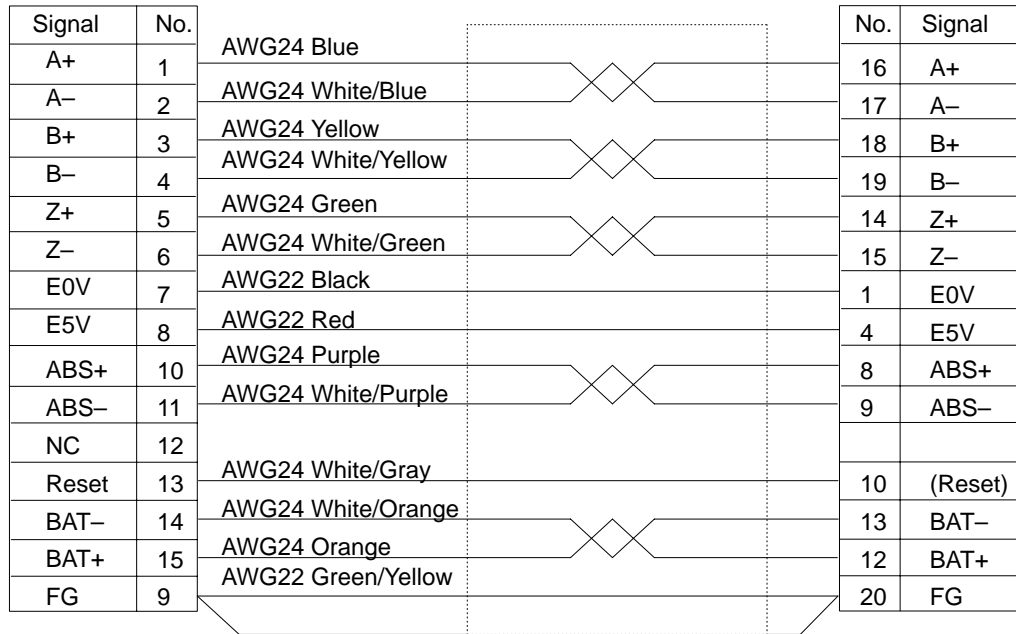 Signal No. No. Signal
A+ 1 AWG24 Blue 16 A+
A– 2 AWG24 White/Blue 17 A–
B+ 3 AWG24 Yellow 18 B+
B– 4 AWG24 White/Yellow 19 B–
Z+ 5 AWG24 Green 14 Z+
Z– 6 AWG24 White/Green 15 Z–
E0V 7 AWG22 Black 1 E0V
E5V 8 AWG22 Red 4 E5V
ABS+ 10 AWG24 Purple 8 ABS+
ABS– 11 AWG24 White/Purple 9 ABS–
NC 12
Reset 13 AWG24 White/Gray 10 (Reset)
BAT– 14 AWG24 White/Orange 13 BAT–
BAT+ 15 AWG24 Orange 12 BAT+
FG 9 AWG22 Green/Yellow 20 FG